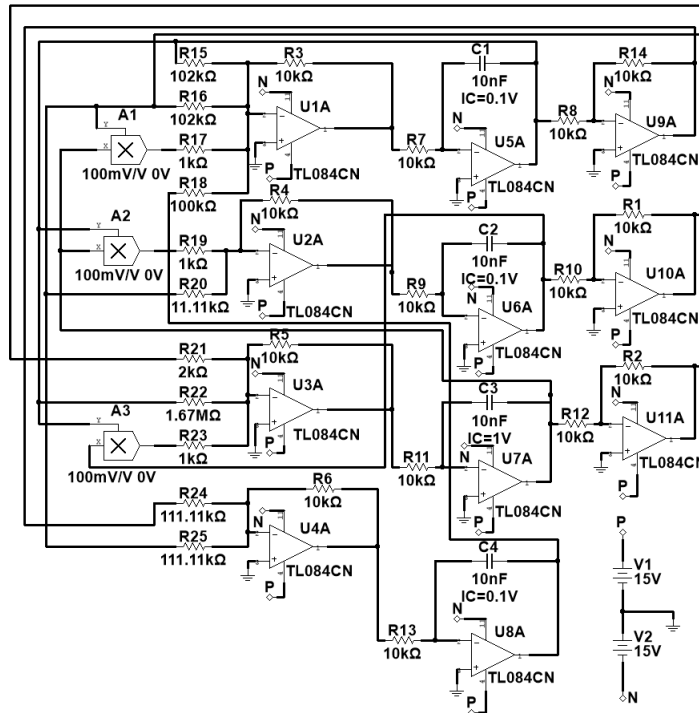 R15
102kΩ
R16
102kΩ
A1
Y
X
100mV/V 0V
R17
1kΩ
R18
100kΩ
R3
10kΩ
N
U1A
P
TL084CN
R7
10kΩ
C1
10nF
IC=0.1V
N
U5A
P
TL084CN
R8
10kΩ
R14
10kΩ
N
U9A
P
TL084CN
A2
Y
X
100mV/V 0V
R19
1kΩ
R20
11.11kΩ
R4
10kΩ
N
U2A
P
TL084CN
R9
10kΩ
C2
10nF
IC=0.1V
N
U6A
P
TL084CN
R10
10kΩ
R1
10kΩ
N
U10A
P
TL084CN
R21
2kΩ
R22
1.67MΩ
A3
Y
X
100mV/V 0V
R23
1kΩ
R5
10kΩ
N
U3A
P
TL084CN
R11
10kΩ
C3
10nF
IC=1V
N
U7A
P
TL084CN
R12
10kΩ
R2
10kΩ
N
U11A
P
TL084CN
R24
111.11kΩ
R25
111.11kΩ
R6
10kΩ
N
U4A
P
TL084CN
R13
10kΩ
C4
10nF
IC=0.1V
N
U8A
P
TL084CN
P
V1
15V
V2
15V
N